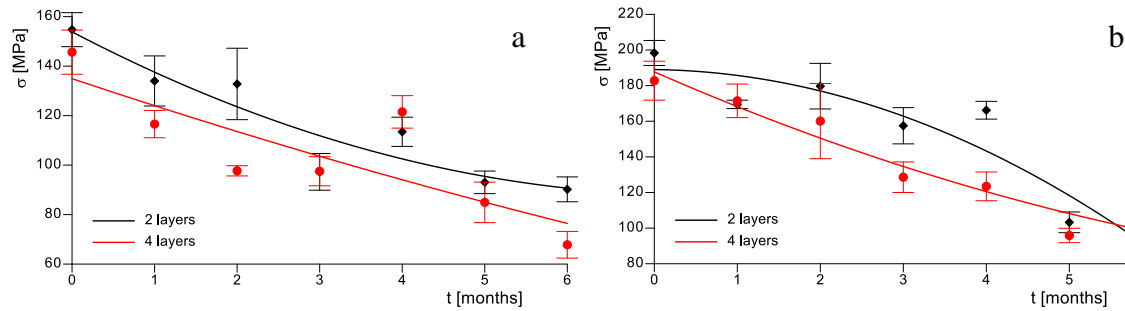 160
140
120
100
80
60
σ [MPa]
a
2 layers
4 layers
0 1 2 3 4 5 6
t [months]
220
200
180
160
140
120
100
80
σ [MPa]
b
2 layers
4 layers
0 1 2 3 4 5
t [months]